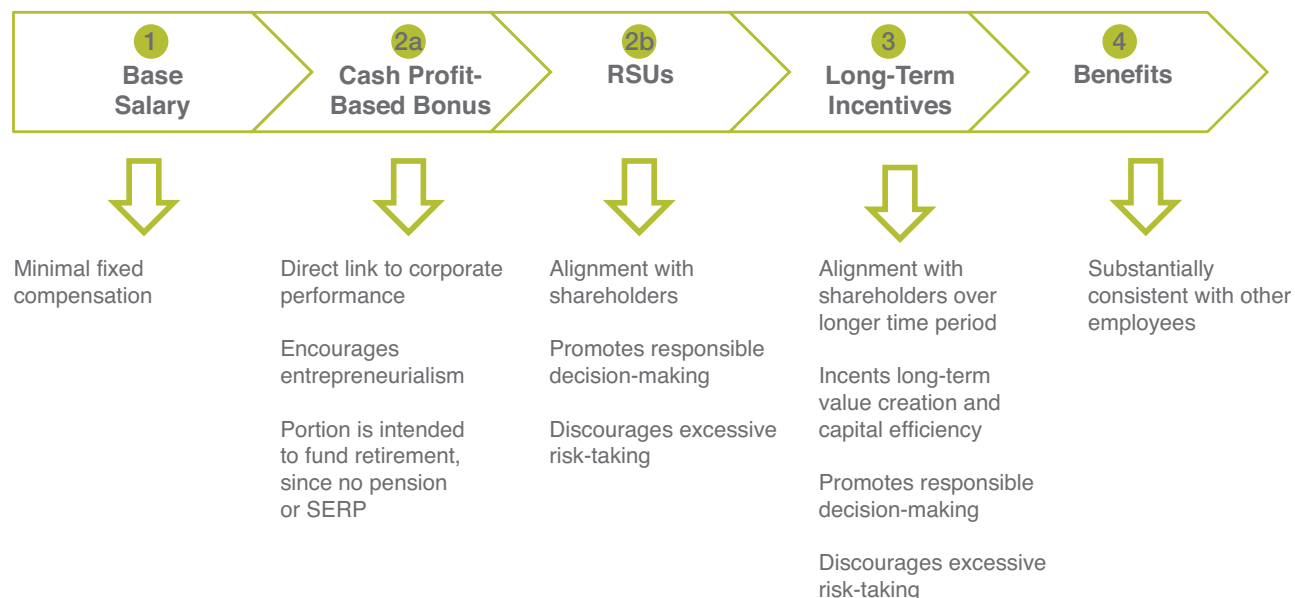 1
Base
Salary
2a
Cash Profit-
Based Bonus
2b
RSUs
3
Long-Term
Incentives
4
Benefits
Minimal fixed
compensation
Direct link to corporate
performance
Encourages
entrepreneurialism
Portion is intended
to fund retirement,
since no pension
or SERP
Alignment with
shareholders
Promotes responsible
decision-making
Discourages excessive
risk-taking
Alignment with
shareholders over
longer time period
Incents long-term
value creation and
capital efficiency
Promotes responsible
decision-making
Discourages excessive
risk-taking
Substantially
consistent with other
employees